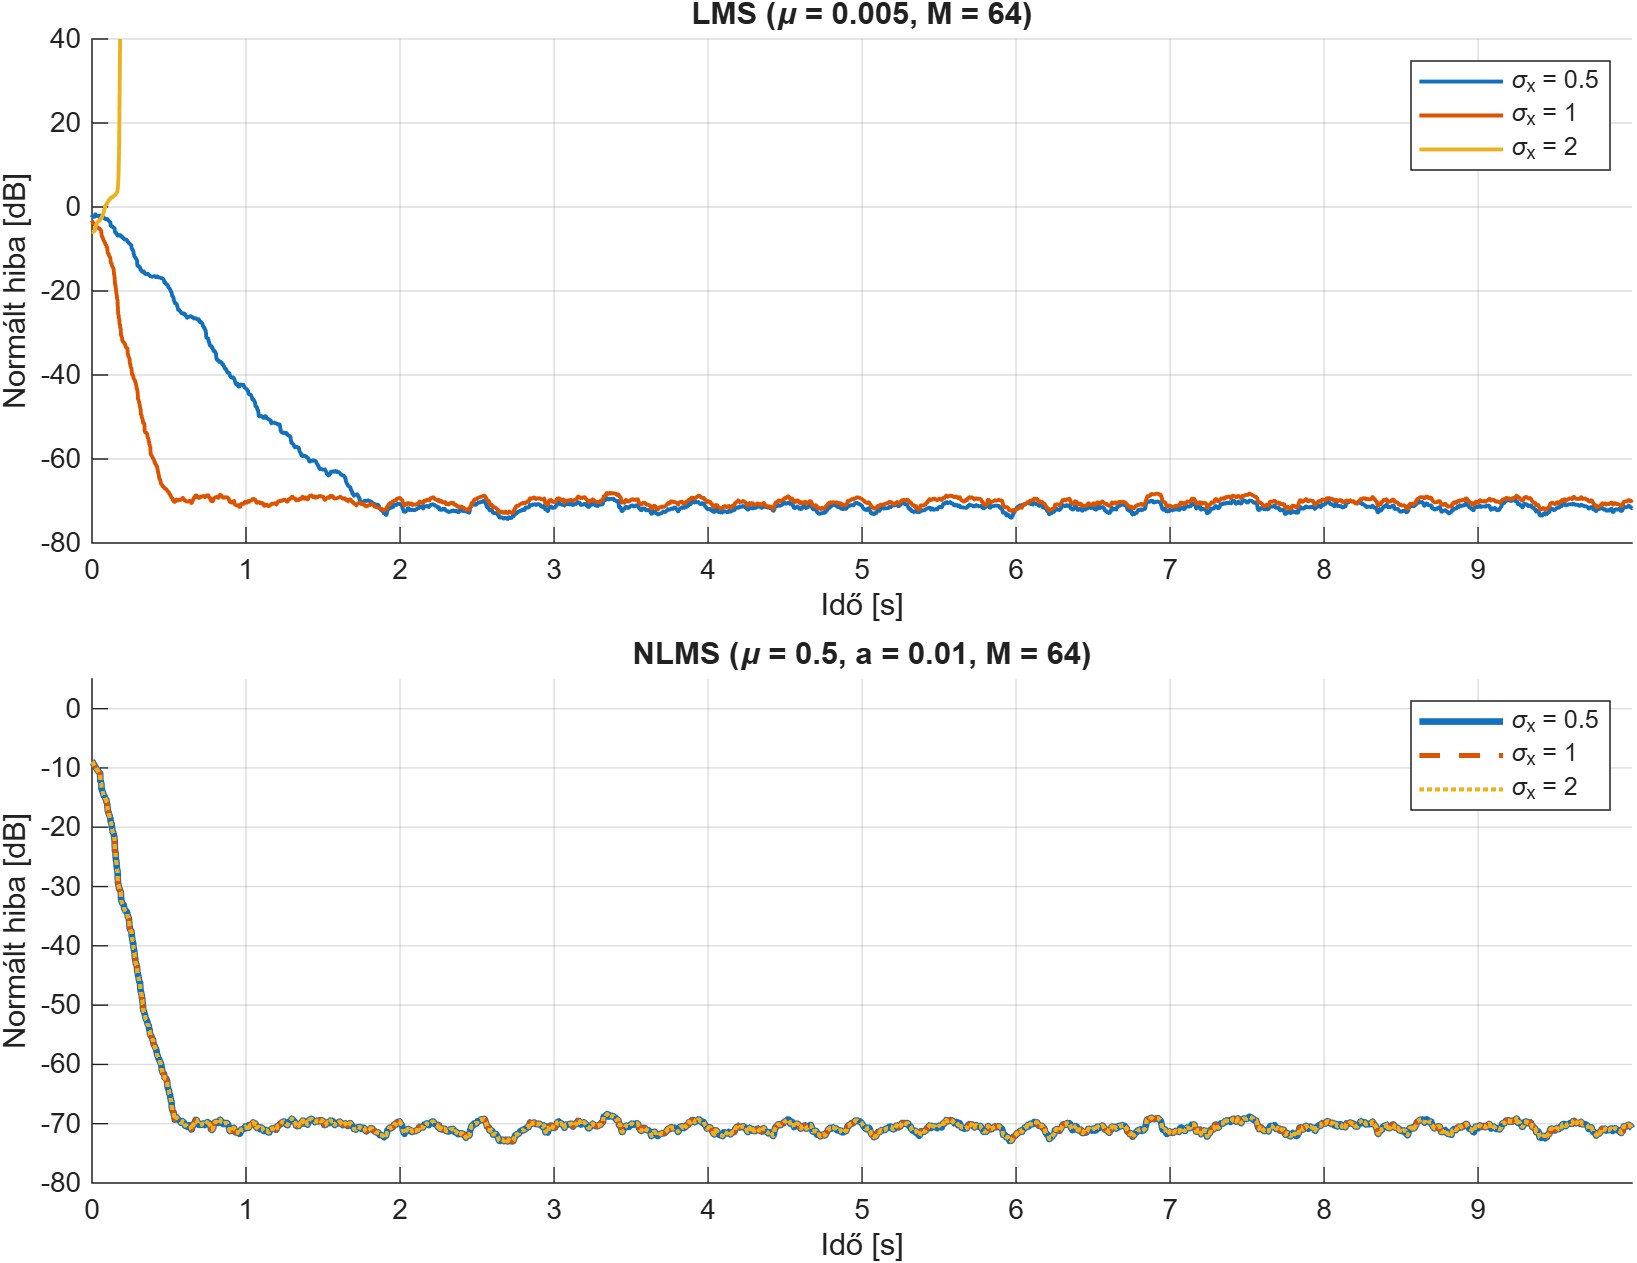 LMS (μ = 0.005, M = 64)
Normált hiba [dB]
40
20
0
-20
-40
-60
-80
σx = 0.5
σx = 1
σx = 2
0 1 2 3 4 5 6 7 8 9
Idő [s]
NLMS (μ = 0.5, a = 0.01, M = 64)
Normált hiba [dB]
0
-10
-20
-30
-40
-50
-60
-70
-80
σx = 0.5
σx = 1
σx = 2
0 1 2 3 4 5 6 7 8 9
Idő [s]